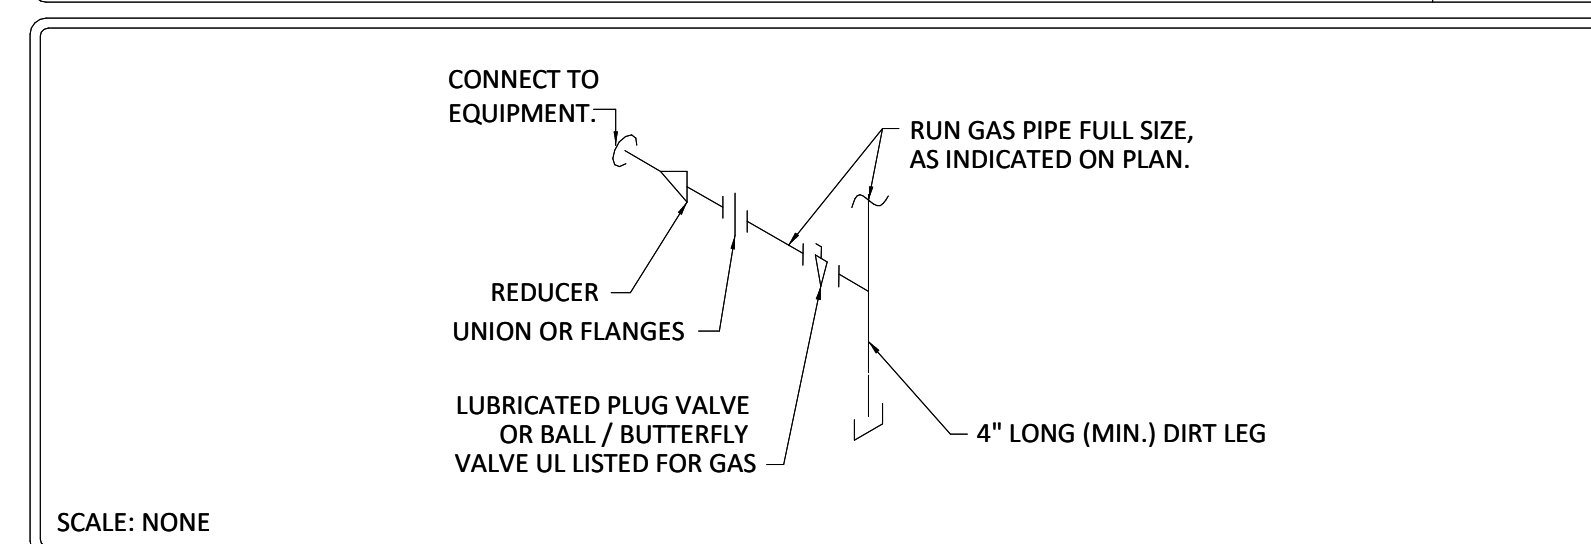 CONNECT TO
EQUIPMENT.
RUN GAS PIPE FULL SIZE,
AS INDICATED ON PLAN.
REDUCER
UNION OR FLANGES
LUBRICATED PLUG VALVE
OR BALL / BUTTERFLY
VALVE UL LISTED FOR GAS
4" LONG (MIN.) DIRT LEG
SCALE: NONE